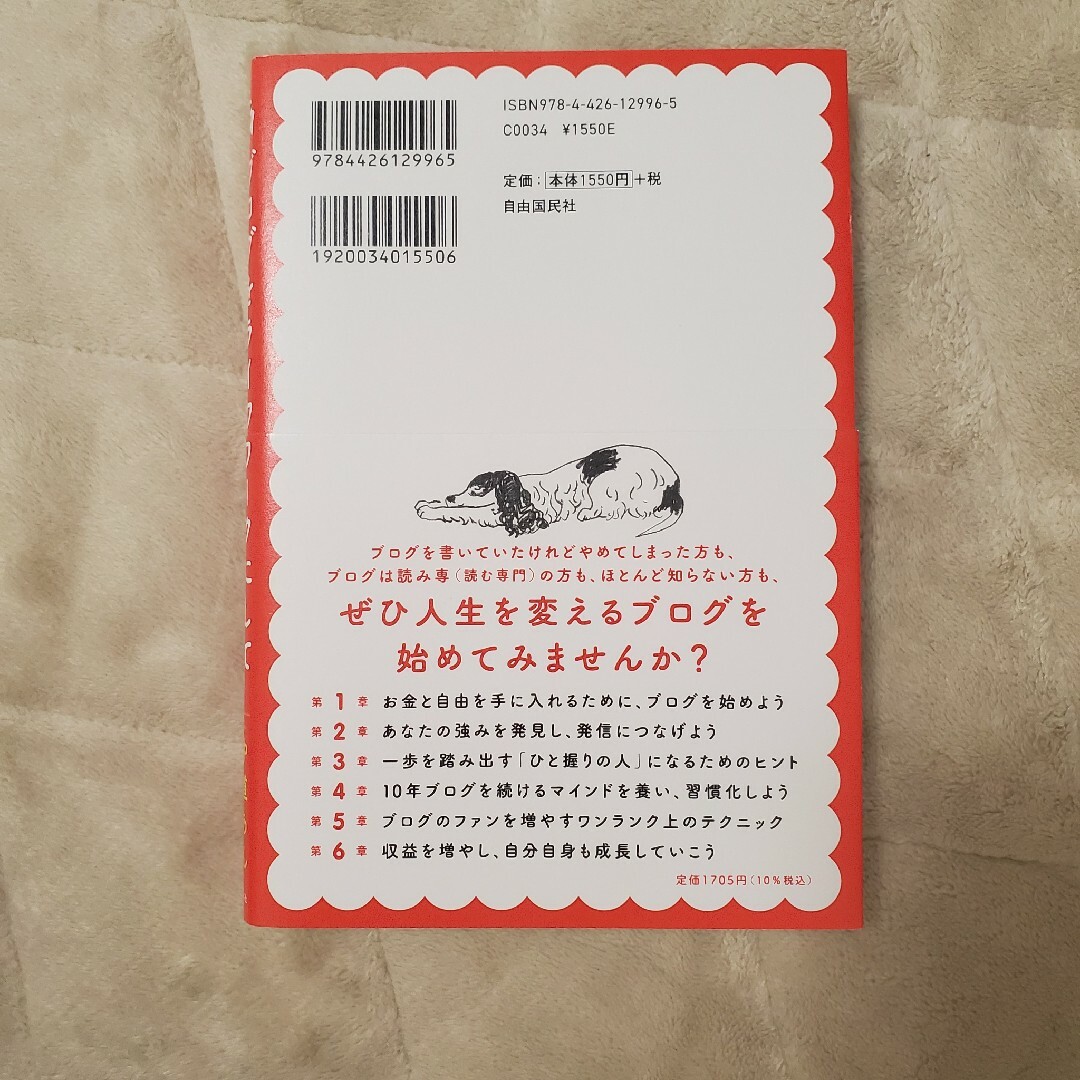 9784426129965
1920034015506
ISBN978-4-426-12996-5
C0034 ¥1550E
定価：本体1550円+税
自由国民社
ブログを書いていたけれどやめてしまった方も、
ブログは読み専（読む専門）の方も、ほとんど知らない方も、
ぜひ人生を変えるブログを
始めてみませんか？
第1章 お金と自由を手に入れるために、ブログを始めよう
第2章 あなたの強みを発見し、発信につなげよう
第3章 一歩を踏み出す「ひと握りの人」になるためのヒント
第4章 10年ブログを続けるマインドを養い、習慣化しよう
第5章 ブログのファンを増やすワンランク上のテクニック
第6章 収益を増やし、自分自身も成長していこう
定価1705円（10%税込）